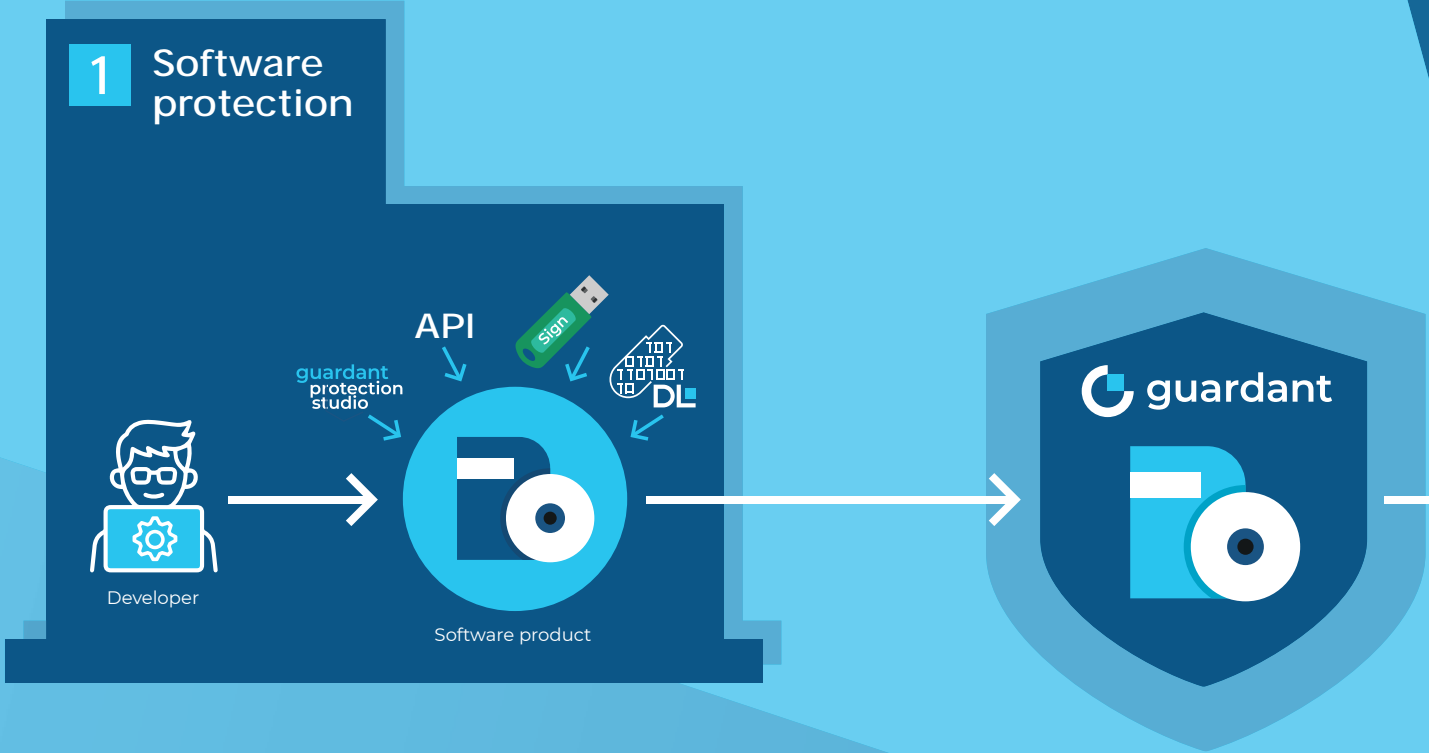 1
Software
protection
API
Sign
guardant
protection
studio
101
0101
1101001
10
DL
guardant
Developer
Software product